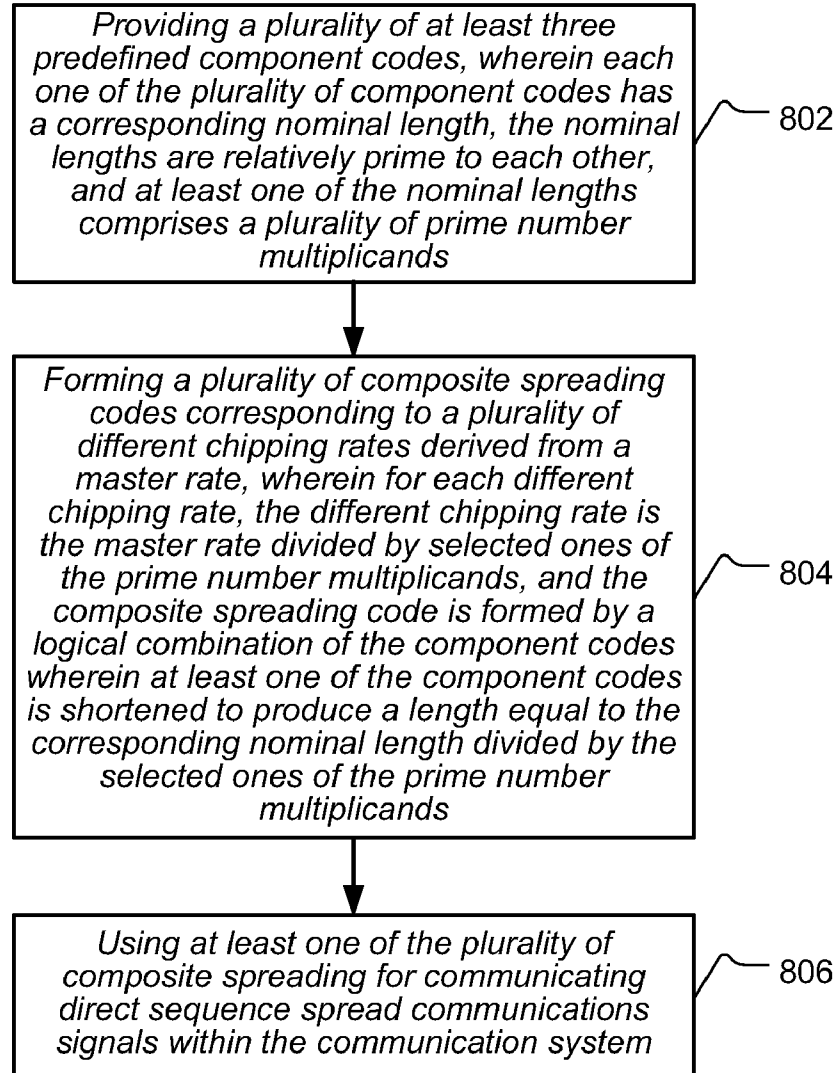 Providing a plurality of at least three
predefined component codes, wherein each
one of the plurality of component codes has
a corresponding nominal length, the nominal
lengths are relatively prime to each other,
and at least one of the nominal lengths
comprises a plurality of prime number
multiplicands
802
Forming a plurality of composite spreading
codes corresponding to a plurality of
different chipping rates derived from a
master rate, wherein for each different
chipping rate, the different chipping rate is
the master rate divided by selected ones of
the prime number multiplicands, and the
composite spreading code is formed by a
logical combination of the component codes
wherein at least one of the component codes
is shortened to produce a length equal to the
corresponding nominal length divided by the
selected ones of the prime number
multiplicands
804
Using at least one of the plurality of
composite spreading for communicating
direct sequence spread communications
signals within the communication system
806